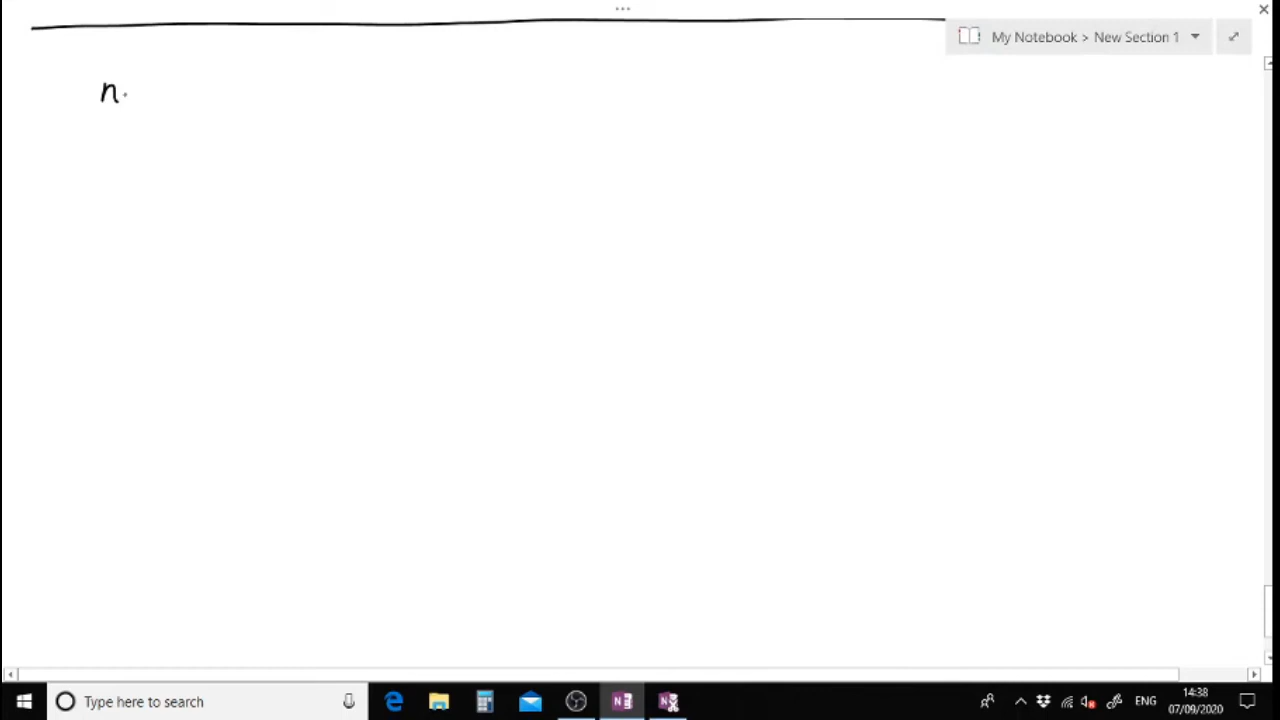 My Notebook > New Section 1
n.
Type here to search
ENG
14:38
07/09/2020